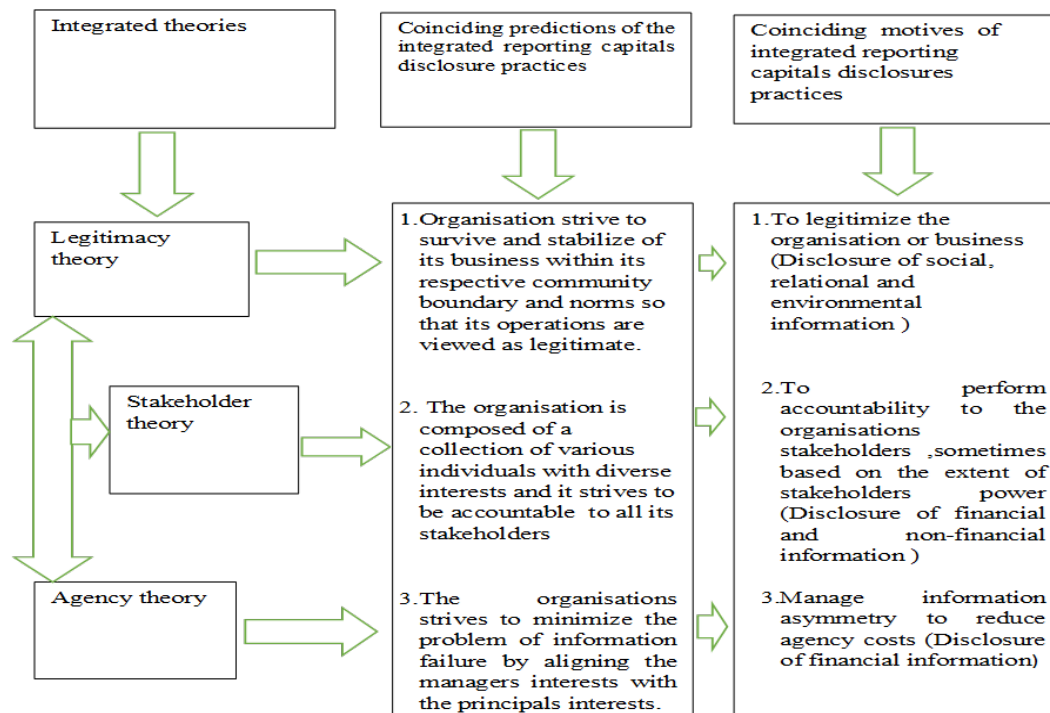 Integrated theories
Coinciding predictions of the
integrated reporting capitals
disclosure practices
Coinciding motives of
integrated reporting
capitals disclosures
practices
Legitimacy
theory
1.Organisation strive to
survive and stabilize of
its business within its
respective community
boundary and norms so
that its operations are
viewed as legitimate.
1.To legitimize the
organisation or business
(Disclosure of social,
relational and
environmental
information )
Stakeholder
theory
2. The organisation is
composed of a
collection of various
individuals with diverse
interests and it strives to
be accountable to all its
stakeholders
2.To perform
accountability to the
organisations
stakeholders ,sometimes
based on the extent of
stakeholders power
(Disclosure of financial
and non-financial
information )
Agency theory
3.The organisations
strives to minimize the
problem of information
failure by aligning the
managers interests with
the principals interests.
3.Manage information
asymmetry to reduce
agency costs (Disclosure
of financial information)